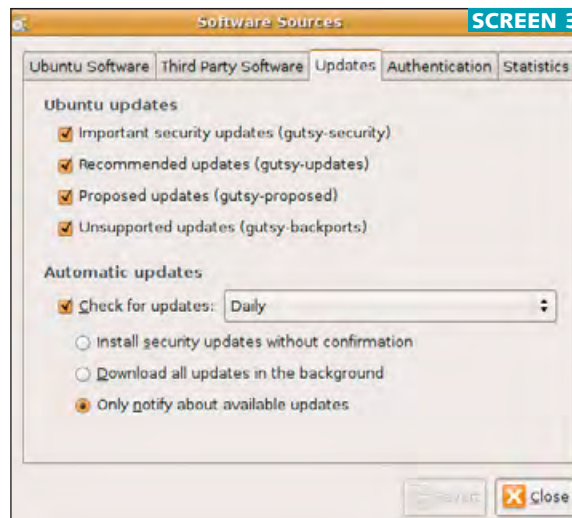 Software Sources
SCREEN 3
Ubuntu Software Third Party Software Updates Authentication Statistics
Ubuntu updates
Important security updates (gutsy-security)
Recommended updates (gutsy-updates)
Proposed updates (gutsy-proposed)
Unsupported updates (gutsy-backports)
Automatic updates
Check for updates: Daily
Install security updates without confirmation
Download all updates in the background
Only notify about available updates
Revert Close